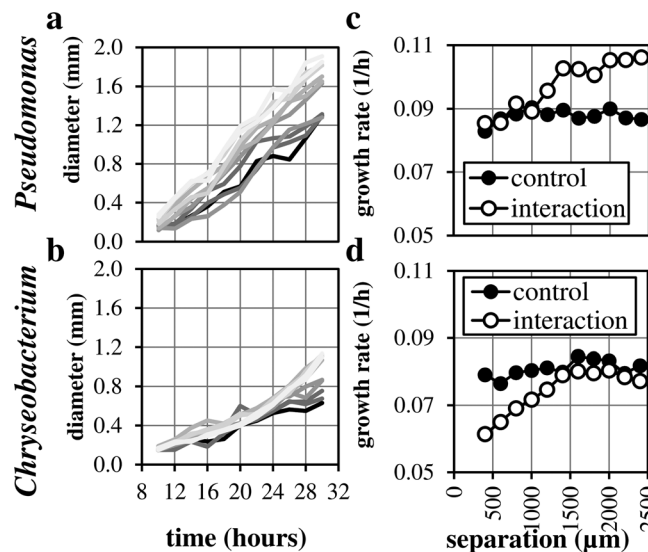 a
c
Pseudomonas
diameter (mm)
2.0
1.6
1.2
0.8
0.4
0.0
growth rate (1/h)
0.11
0.09
0.07
0.05
control
interaction
b
d
Chryseobacterium
diameter (mm)
2.0
1.6
1.2
0.8
0.4
0.0
8 12 16 20 24 28 32
time (hours)
growth rate (1/h)
0.11
0.09
0.07
0.05
control
interaction
0 500 1000 1500 2000 2500
separation (μm)